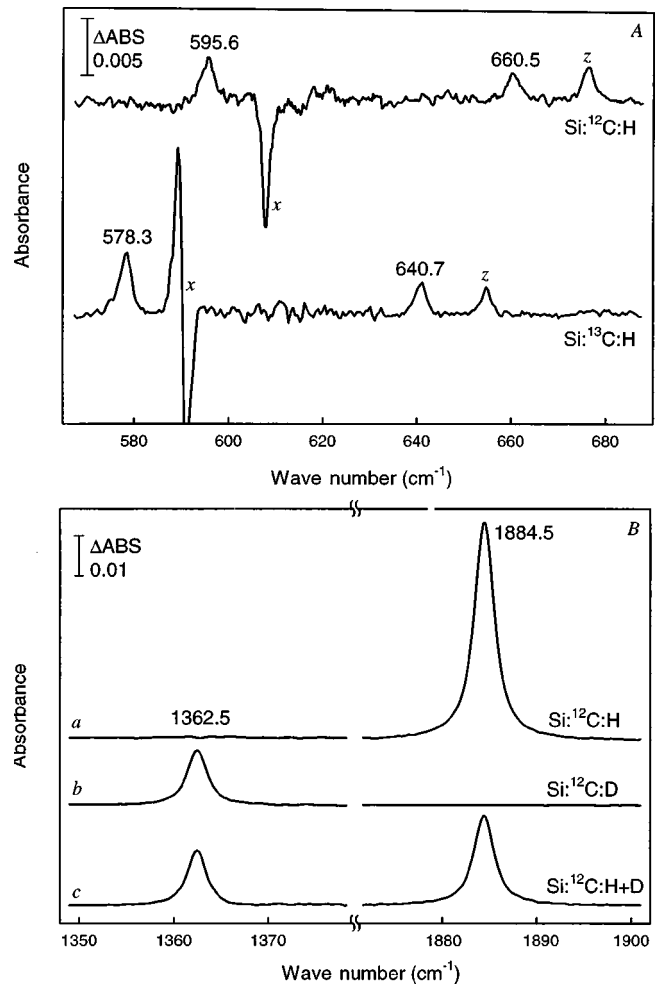 ΔABS
0.005
A
595.6
660.5
z
x
Si:¹²C:H
578.3
x
640.7
z
Si:¹³C:H
Absorbance
580 600 620 640 660 680
Wave number (cm⁻¹)
ΔABS
0.01
B
1884.5
a
1362.5
Si:¹²C:H
b
Si:¹²C:D
c
Si:¹²C:H+D
Absorbance
1350 1360 1370 1880 1890 1900
Wave number (cm⁻¹)